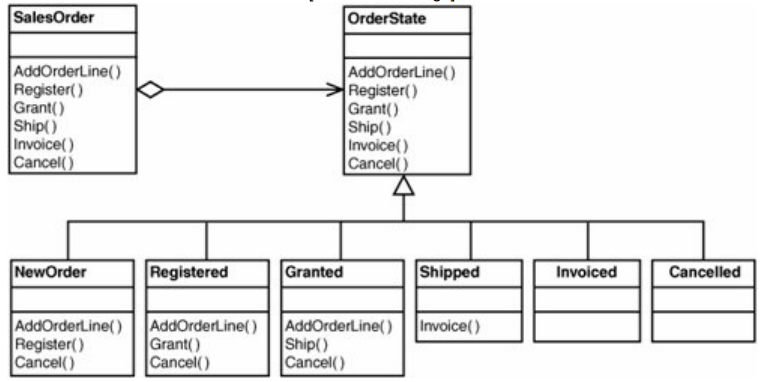 SalesOrder
AddOrderLine()
Register()
Grant()
Ship()
Invoice()
Cancel()
OrderState
AddOrderLine()
Register()
Grant()
Ship()
Invoice()
Cancel()
NewOrder
AddOrderLine()
Register()
Cancel()
Registered
AddOrderLine()
Grant()
Cancel()
Granted
AddOrderLine()
Ship()
Cancel()
Shipped
Invoice()
Invoiced
Cancelled